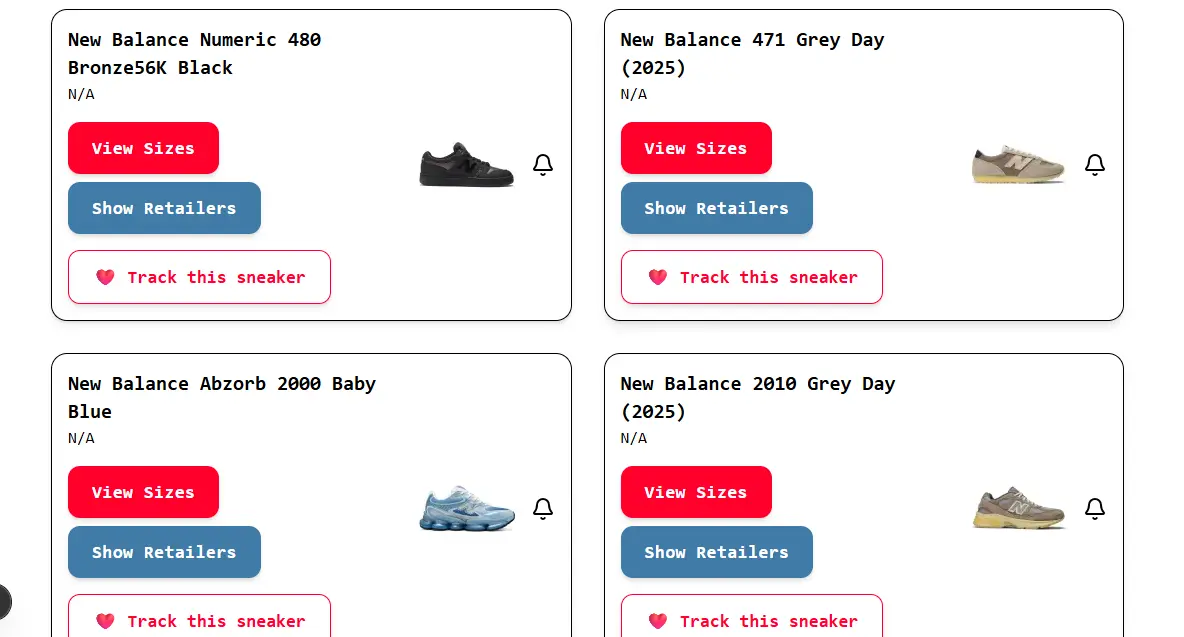 New Balance Numeric 480
Bronze56K Black
N/A
View Sizes
Show Retailers
Track this sneaker
New Balance 471 Grey Day
(2025)
N/A
View Sizes
Show Retailers
Track this sneaker
New Balance Abzorb 2000 Baby
Blue
N/A
View Sizes
Show Retailers
Track this sneaker
New Balance 2010 Grey Day
(2025)
N/A
View Sizes
Show Retailers
Track this sneaker